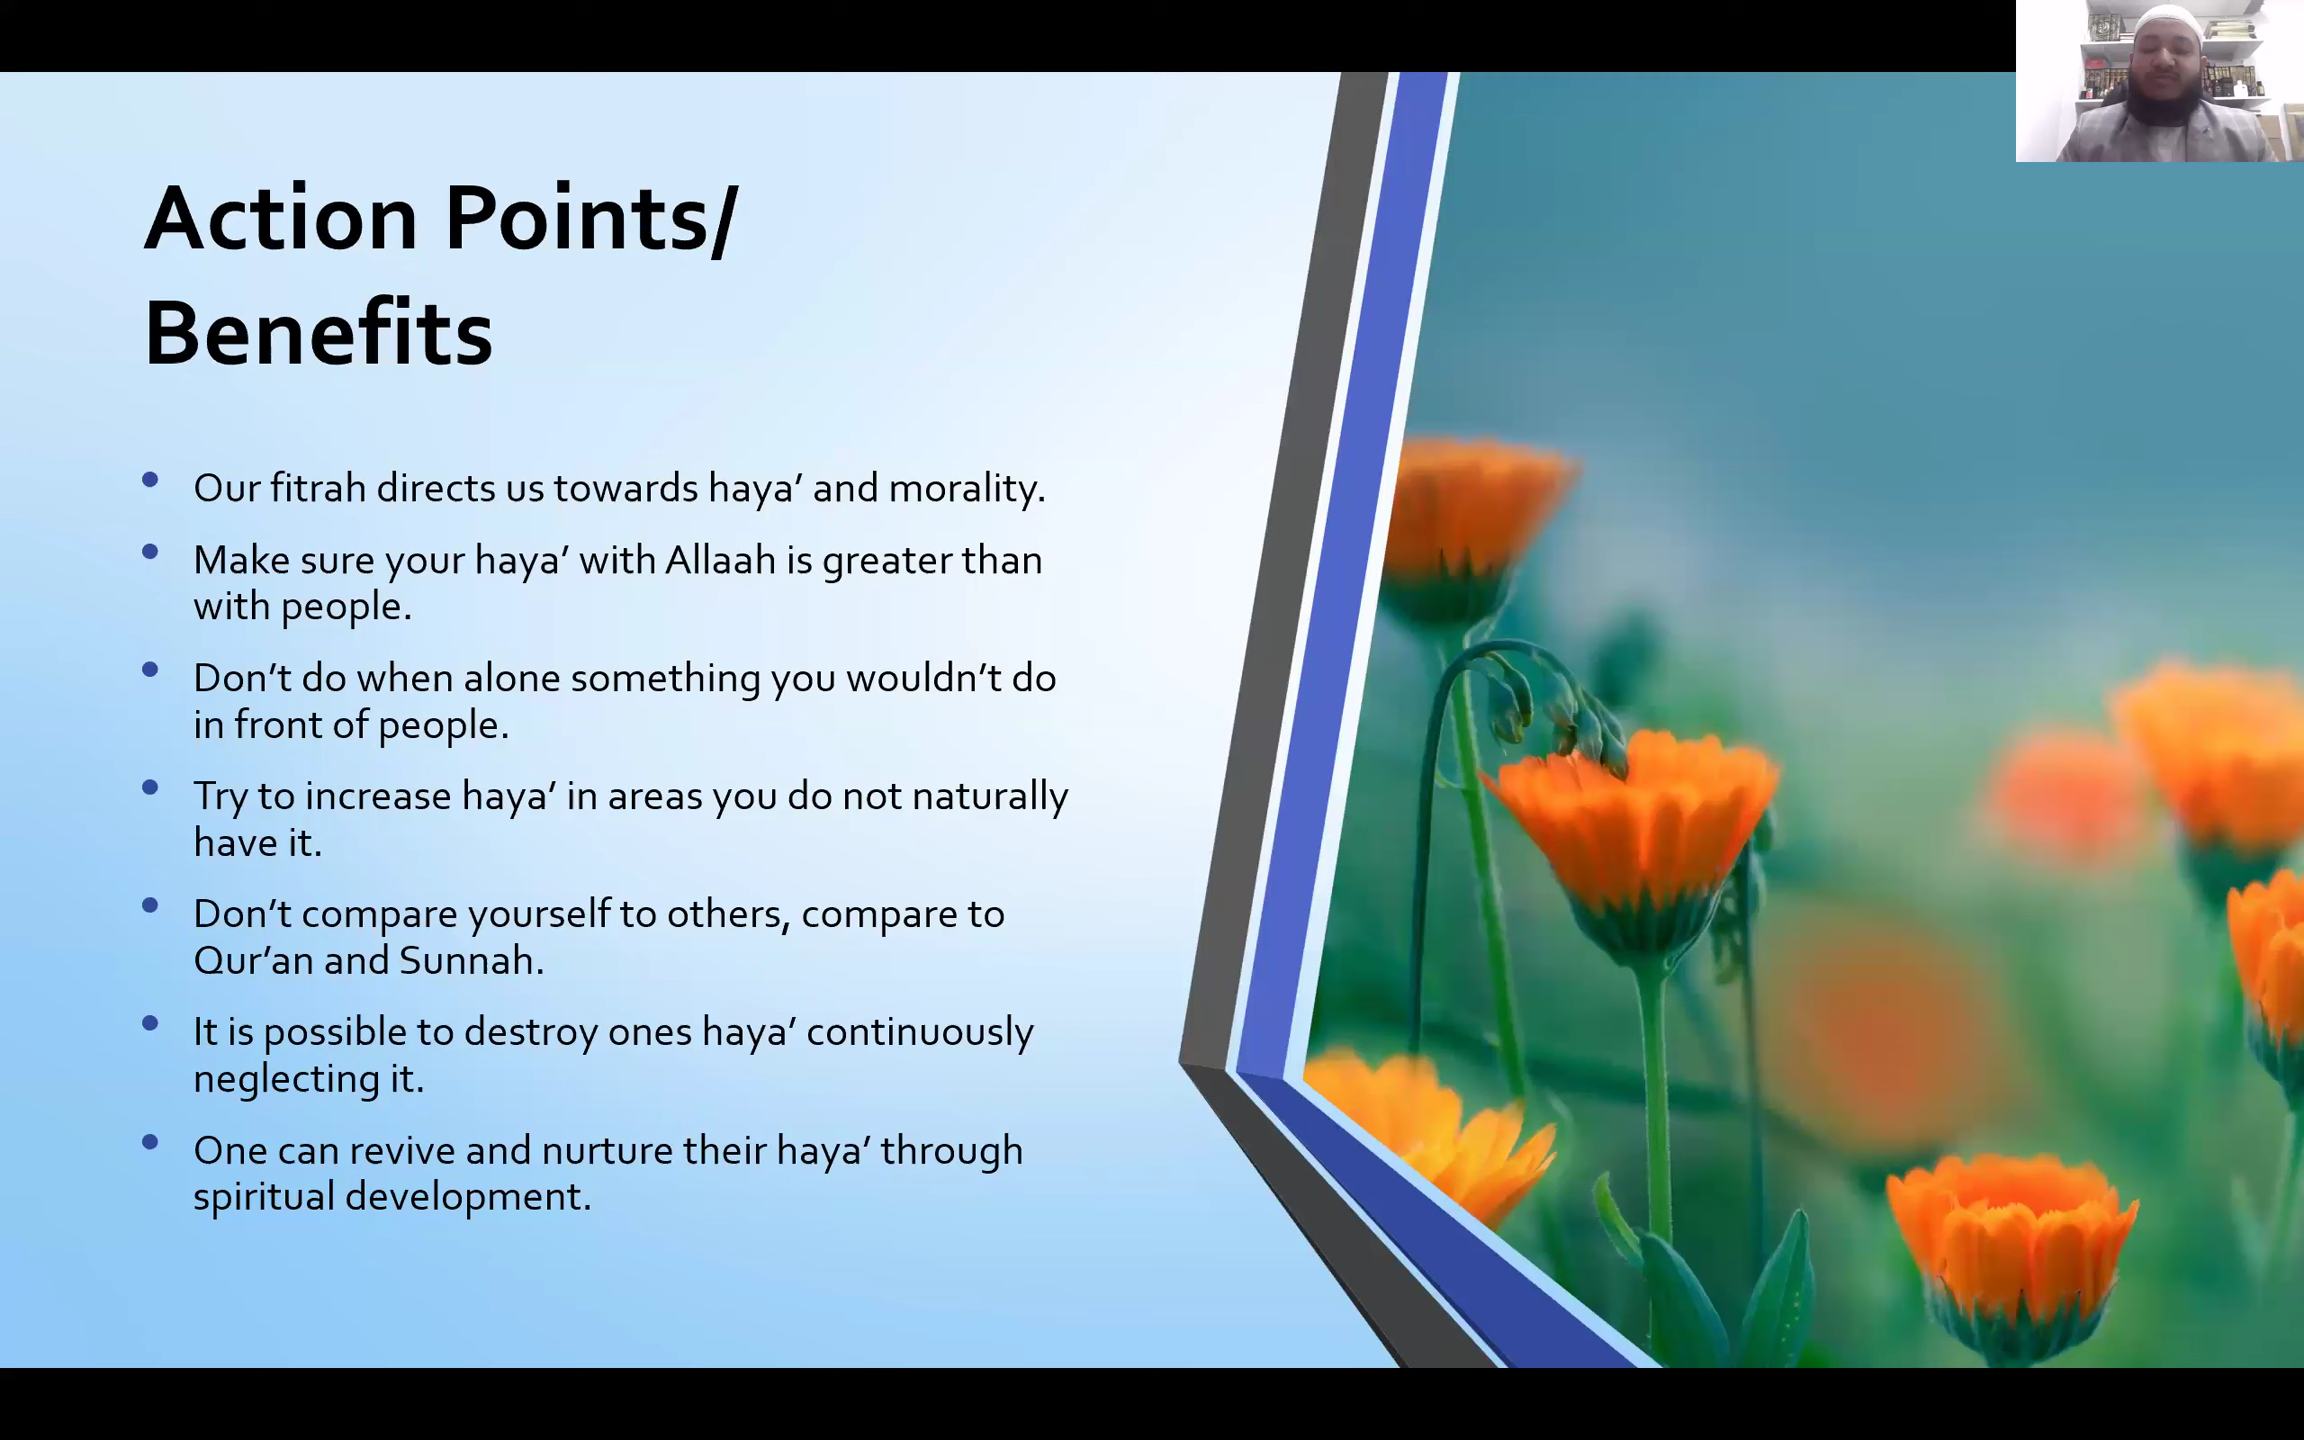 Action Points/
Benefits
Our fitrah directs us towards haya’ and morality.
Make sure your haya’ with Allaah is greater than
with people.
Don’t do when alone something you wouldn’t do
in front of people.
Try to increase haya’ in areas you do not naturally
have it.
Don’t compare yourself to others, compare to
Qur’an and Sunnah.
It is possible to destroy ones haya’ continuously
neglecting it.
One can revive and nurture their haya’ through
spiritual development.